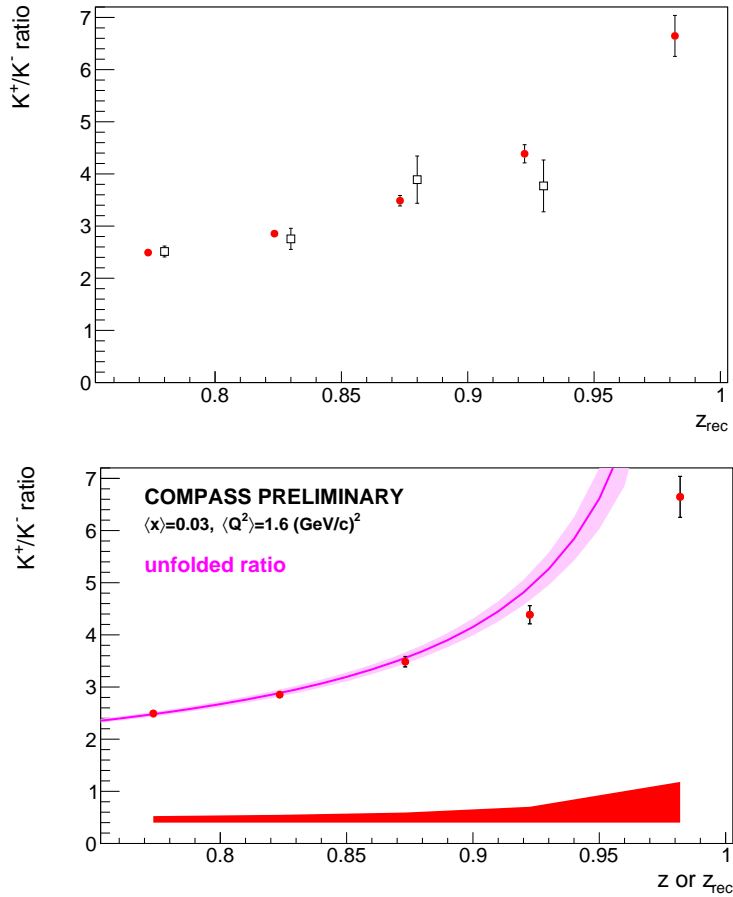 K⁺/K⁻ ratio
7
6
5
4
3
2
1
0
0.8 0.85 0.9 0.95 1
z_rec
K⁺/K⁻ ratio
7
6
5
4
3
2
1
0
COMPASS PRELIMINARY
⟨x⟩=0.03, ⟨Q²⟩=1.6 (GeV/c)²
unfolded ratio
0.8 0.85 0.9 0.95 1
z or z_rec